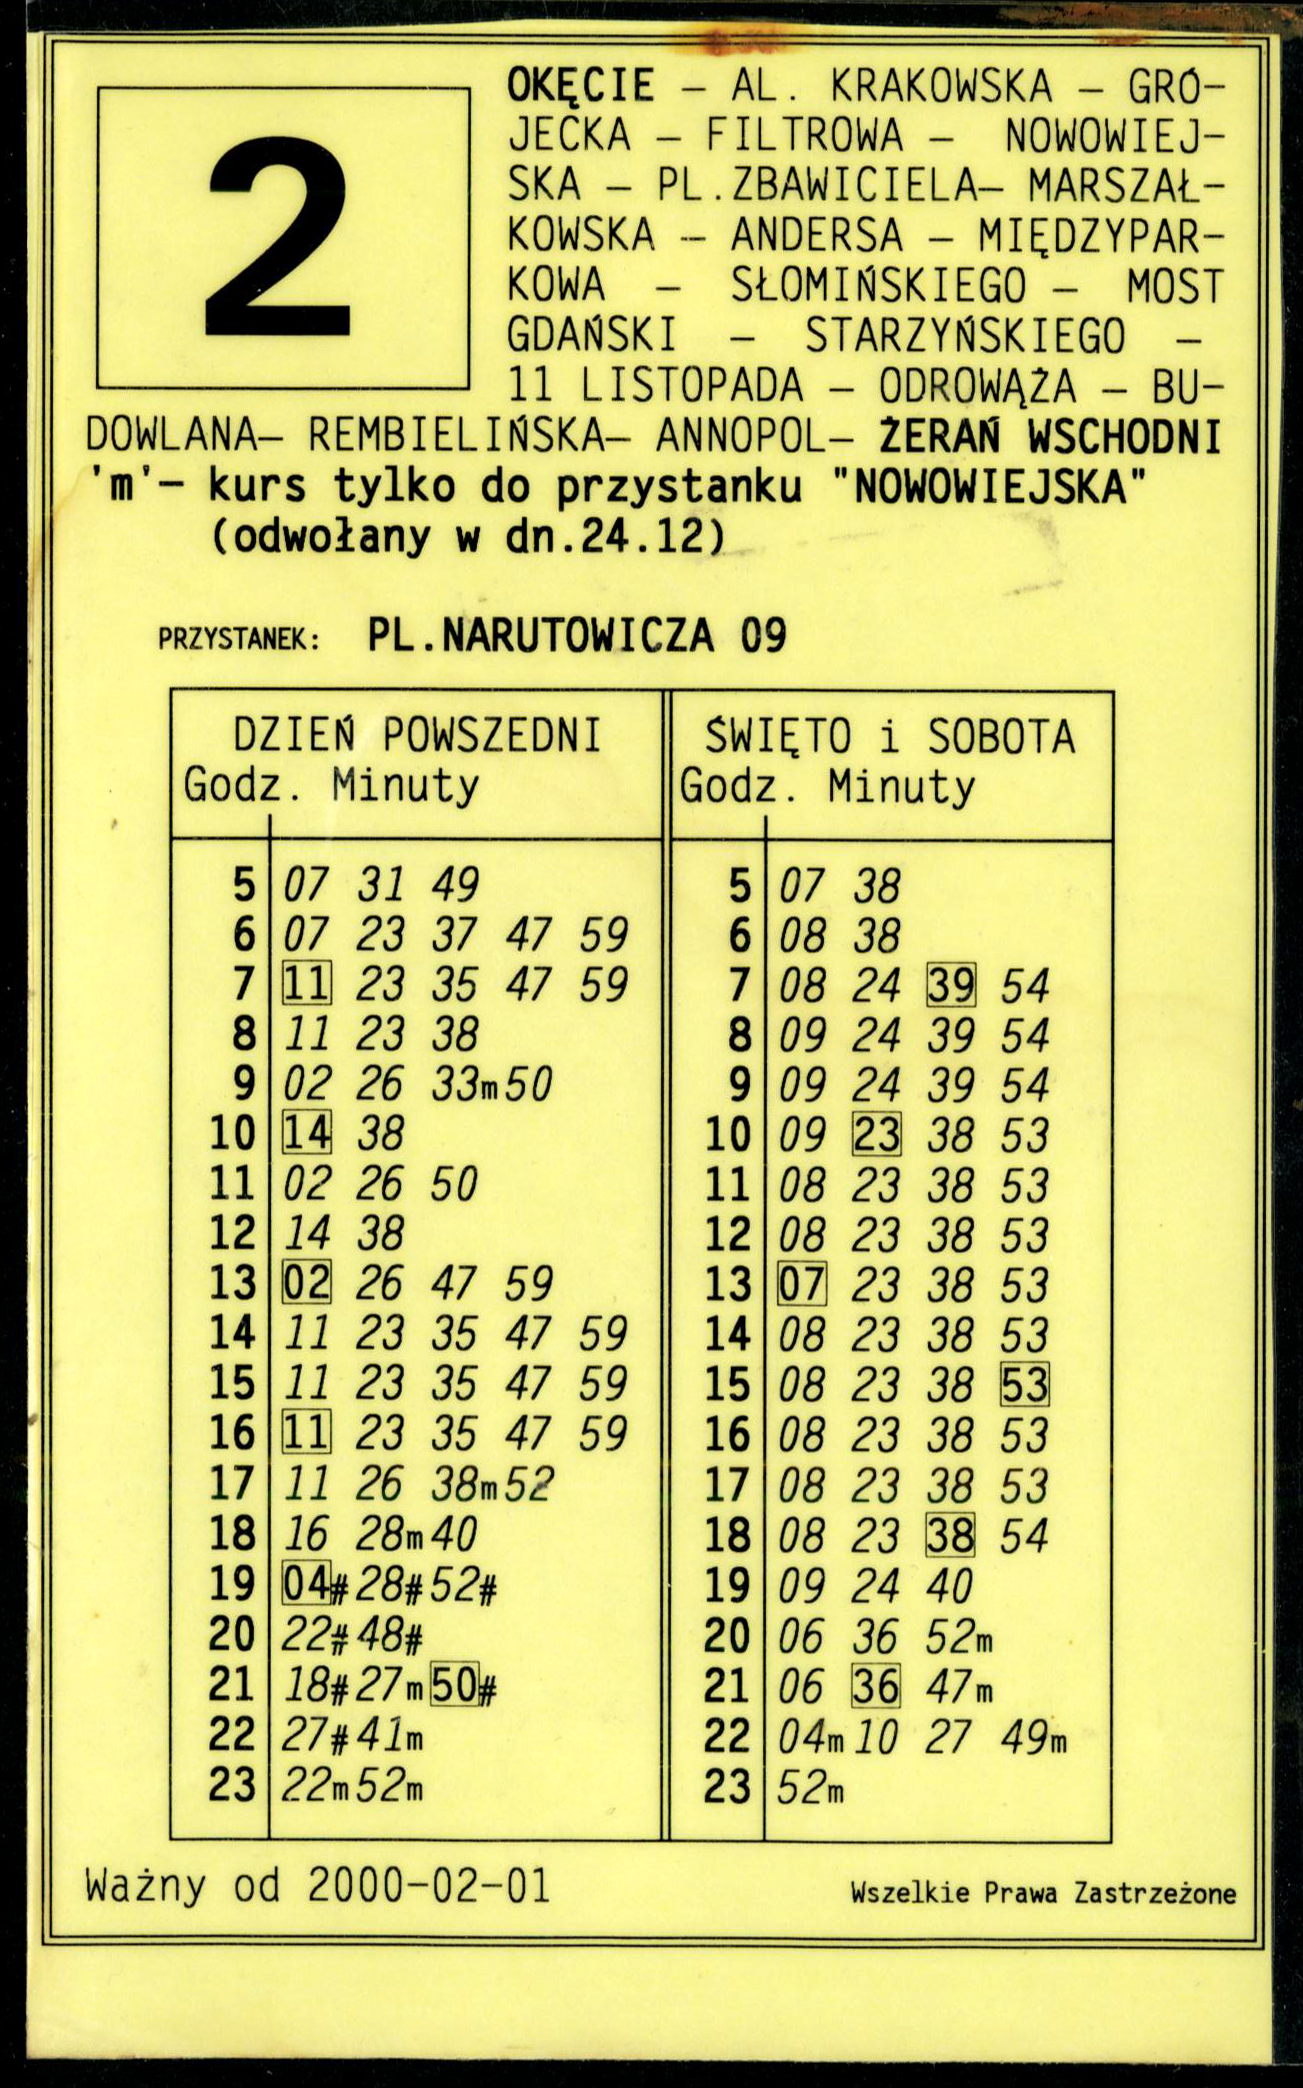 2
OKĘCIE – AL. KRAKOWSKA – GRÓ-
JECKA – FILTROWA – NOWOWIEJ-
SKA – PL.ZBAWICIELA– MARSZAŁ-
KOWSKA – ANDERSA – MIĘDZYPAR-
KOWA – SŁOMIŃSKIEGO – MOST
GDAŃSKI – STARZYŃSKIEGO –
11 LISTOPADA – ODROWĄŻA – BU-
DOWLANA– REMBIELIŃSKA– ANNOPOL– ŻERAŃ WSCHODNI
'm'– kurs tylko do przystanku "NOWOWIEJSKA"
(odwołany w dn.24.12)
PRZYSTANEK: PL.NARUTOWICZA 09
DZIEŃ POWSZEDNI
Godz. Minuty
5 07 31 49
6 07 23 37 47 59
7 11 23 35 47 59
8 11 23 38
9 02 26 33m 50
10 14 38
11 02 26 50
12 14 38
13 02 26 47 59
14 11 23 35 47 59
15 11 23 35 47 59
16 11 23 35 47 59
17 11 26 38m 52
18 16 28m 40
19 04# 28# 52#
20 22# 48#
21 18# 27m 50#
22 27# 41m
23 22m 52m
ŚWIĘTO i SOBOTA
Godz. Minuty
5 07 38
6 08 38
7 08 24 39 54
8 09 24 39 54
9 09 24 39 54
10 09 23 38 53
11 08 23 38 53
12 08 23 38 53
13 07 23 38 53
14 08 23 38 53
15 08 23 38 53
16 08 23 38 53
17 08 23 38 53
18 08 23 38 54
19 09 24 40
20 06 36 52m
21 06 36 47m
22 04m 10 27 49m
23 52m
Ważny od 2000-02-01
Wszelkie Prawa Zastrzeżone